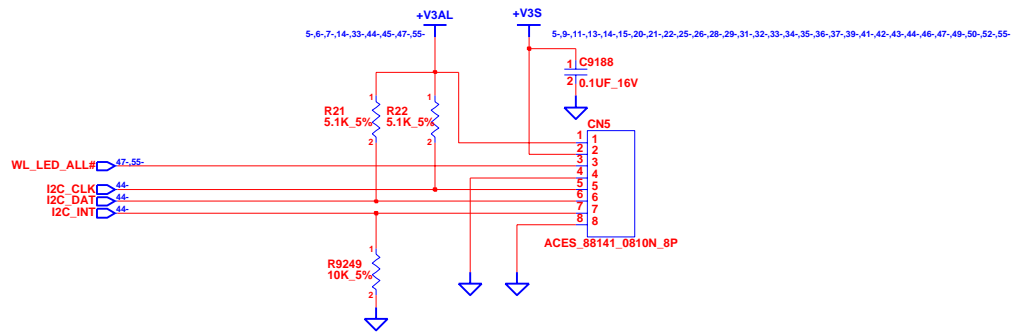 +V3AL
+V3S
5-,6-,7-,14-,33-,44-,45-,47-,55-
5-,9-,11-,13-,14-,15-,20-,21-,22-,25-,26-,28-,29-,31-,32-,33-,34-,35-,36-,37-,39-,41-,42-,43-,44-,46-,47-,49-,50-,52-,55-
1 C9188
2 0.1UF_16V
1 1
R21 R22
5.1K_5% 5.1K_5%
2 2
CN5
1 1
2 2
3 3
4 4
5 5
6 6
7 7
8 8
WL_LED_ALL# 47-,55-
I2C_CLK 44-
I2C_DAT 44-
I2C_INT 44-
ACES_88141_0810N_8P
1
R9249
10K_5%
2